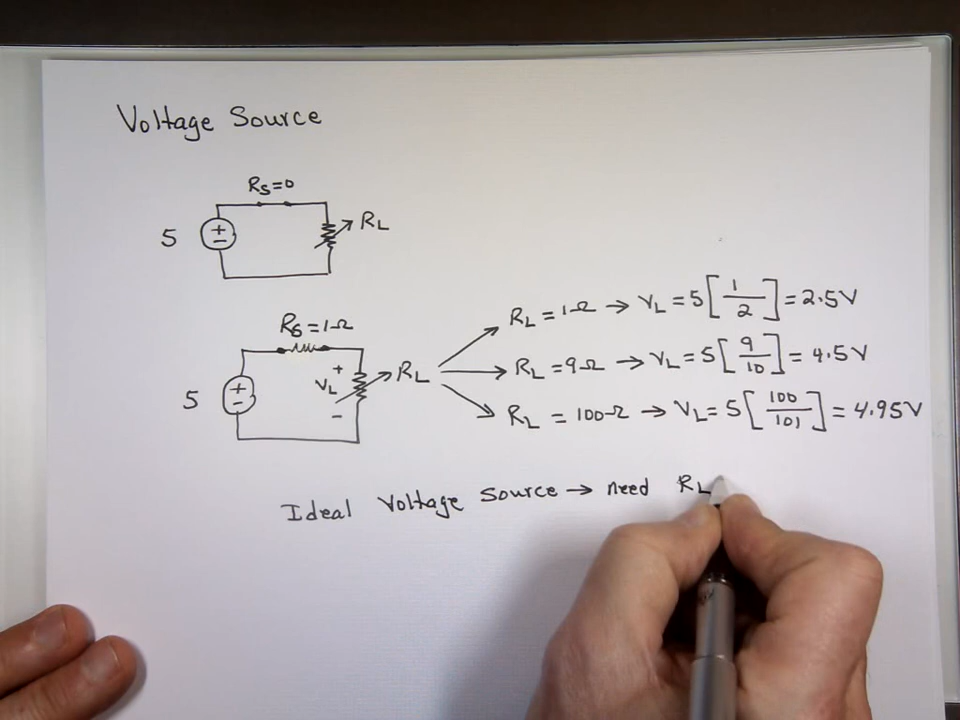 Voltage Source
Rs=0
5 + − RL
Rs=1Ω
5 + − + VL − RL
RL=1Ω → VL=5[1/2]=2.5V
RL=9Ω → VL=5[9/10]=4.5V
RL=100Ω → VL=5[100/101]=4.95V
Ideal Voltage Source → need RL